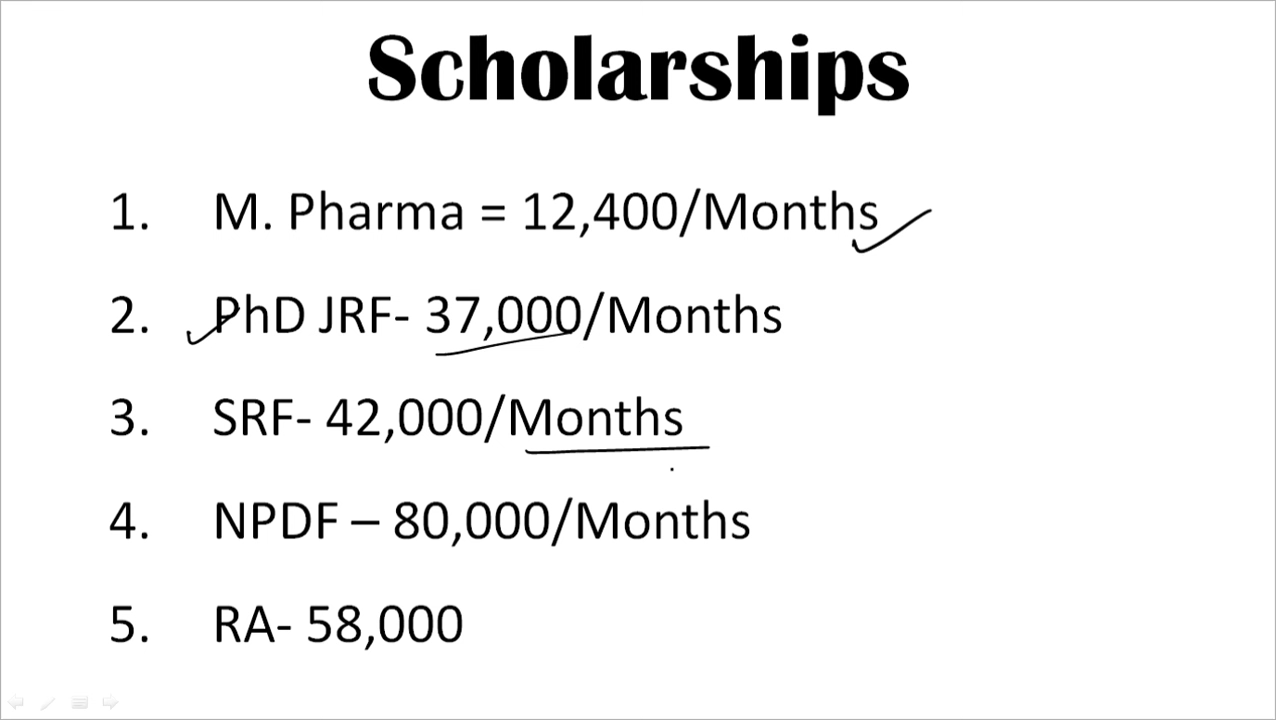 Scholarships
1. M. Pharma = 12,400/Months
2. PhD JRF- 37,000/Months
3. SRF- 42,000/Months
4. NPDF – 80,000/Months
5. RA- 58,000